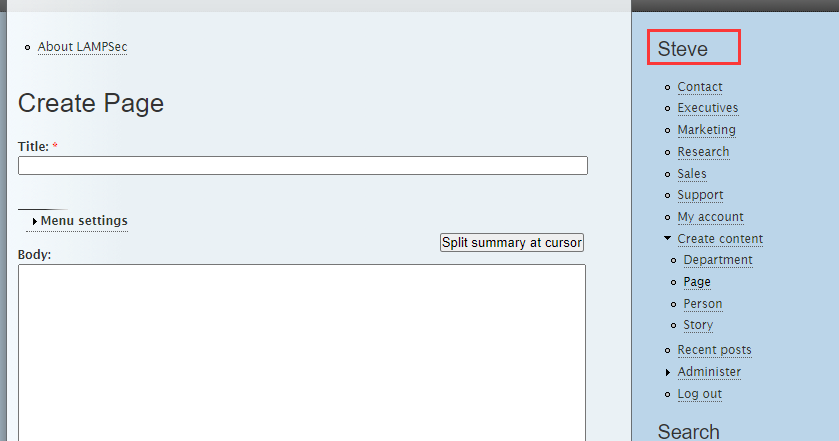 About LAMPSec
Create Page
Title: *
Menu settings
Split summary at cursor
Body:
Steve
Contact
Executives
Marketing
Research
Sales
Support
My account
Create content
Department
Page
Person
Story
Recent posts
Administer
Log out
Search